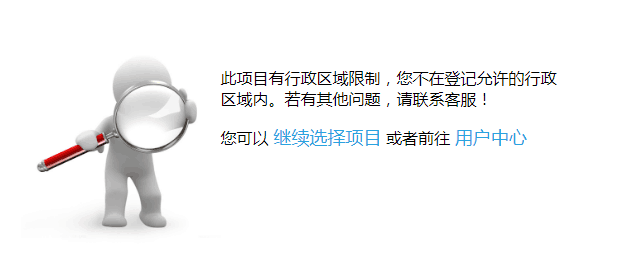 此项目有行政区域限制，您不在登记允许的行政
区域内。若有其他问题，请联系客服！
您可以 继续选择项目 或者前往 用户中心